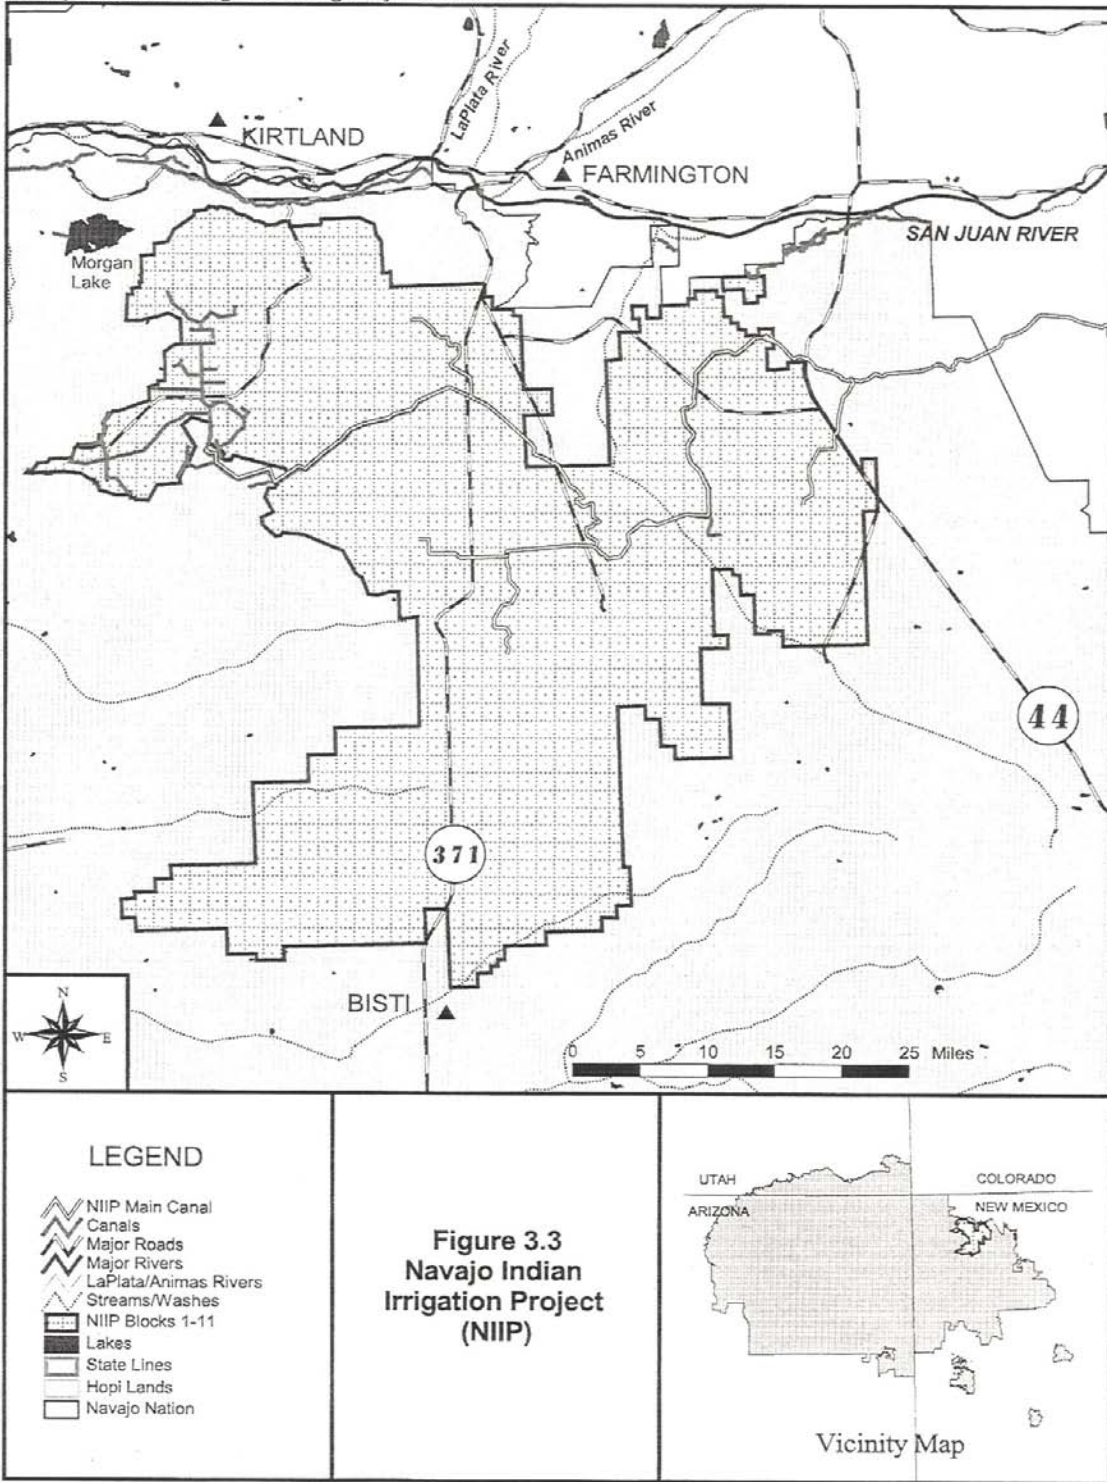 LaPlata River
Animas River
KIRTLAND
FARMINGTON
SAN JUAN RIVER
Morgan
Lake
44
371
BISTI
N
W E
S
0 5 10 15 20 25 Miles
LEGEND
NIIP Main Canal
Canals
Major Roads
Major Rivers
LaPlata/Animas Rivers
Streams/Washes
NIIP Blocks 1-11
Lakes
State Lines
Hopi Lands
Navajo Nation
Figure 3.3
Navajo Indian
Irrigation Project
(NIIP)
UTAH
COLORADO
ARIZONA
NEW MEXICO
Vicinity Map